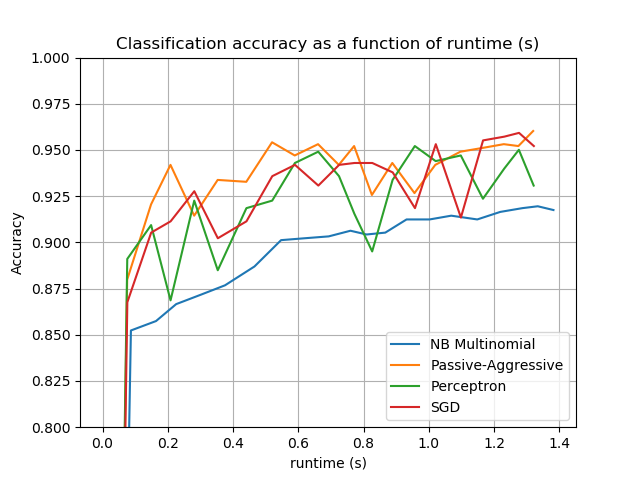 Classification accuracy as a function of runtime (s)
1.000
0.975
0.950
0.925
0.900
0.875
0.850
0.825
0.800
Accuracy
NB Multinomial
Passive-Aggressive
Perceptron
SGD
0.0 0.2 0.4 0.6 0.8 1.0 1.2 1.4
runtime (s)